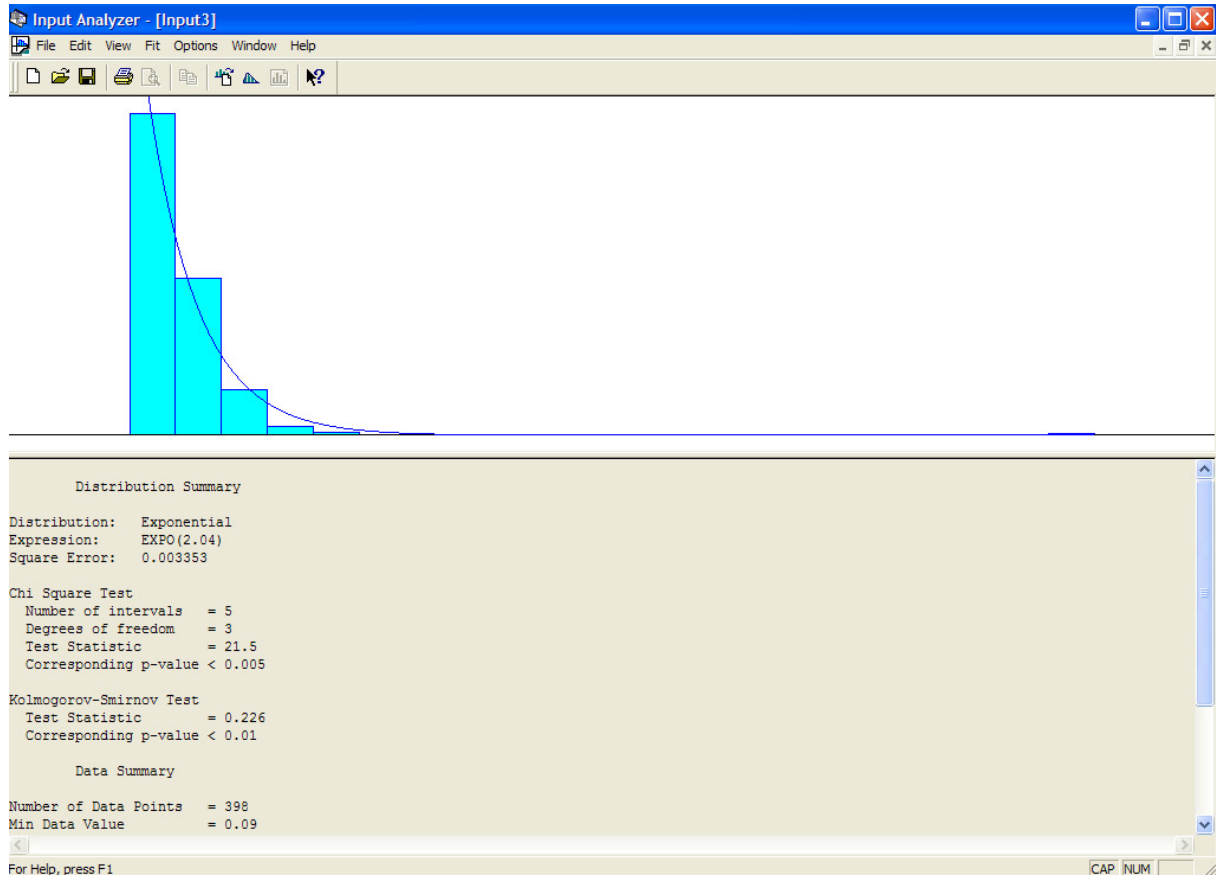 Input Analyzer - [Input3]
File Edit View Fit Options Window Help
Distribution Summary
Distribution: Exponential
Expression: EXPO(2.04)
Square Error: 0.003353
Chi Square Test
Number of intervals = 5
Degrees of freedom = 3
Test Statistic = 21.5
Corresponding p-value < 0.005
Kolmogorov-Smirnov Test
Test Statistic = 0.226
Corresponding p-value < 0.01
Data Summary
Number of Data Points = 398
Min Data Value = 0.09
For Help, press F1
CAP NUM